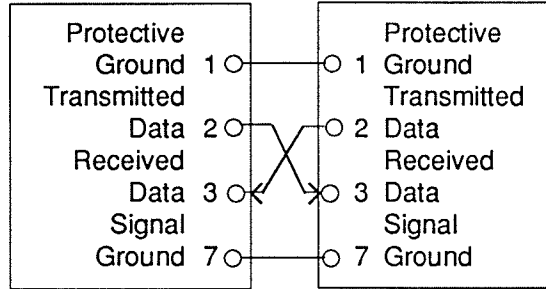 Protective
Ground 1
Transmitted
Data 2
Received
Data 3
Signal
Ground 7
Protective
1 Ground
Transmitted
2 Data
Received
3 Data
Signal
7 Ground